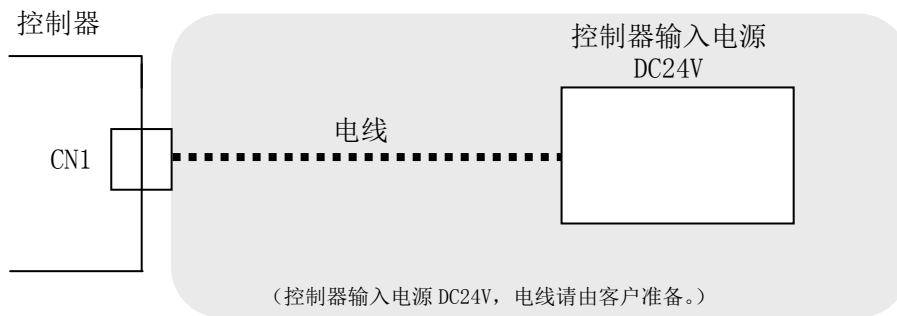 控制器
控制器输入电源
DC24V
电线
CN1
（控制器输入电源 DC24V，电线请由客户准备。）